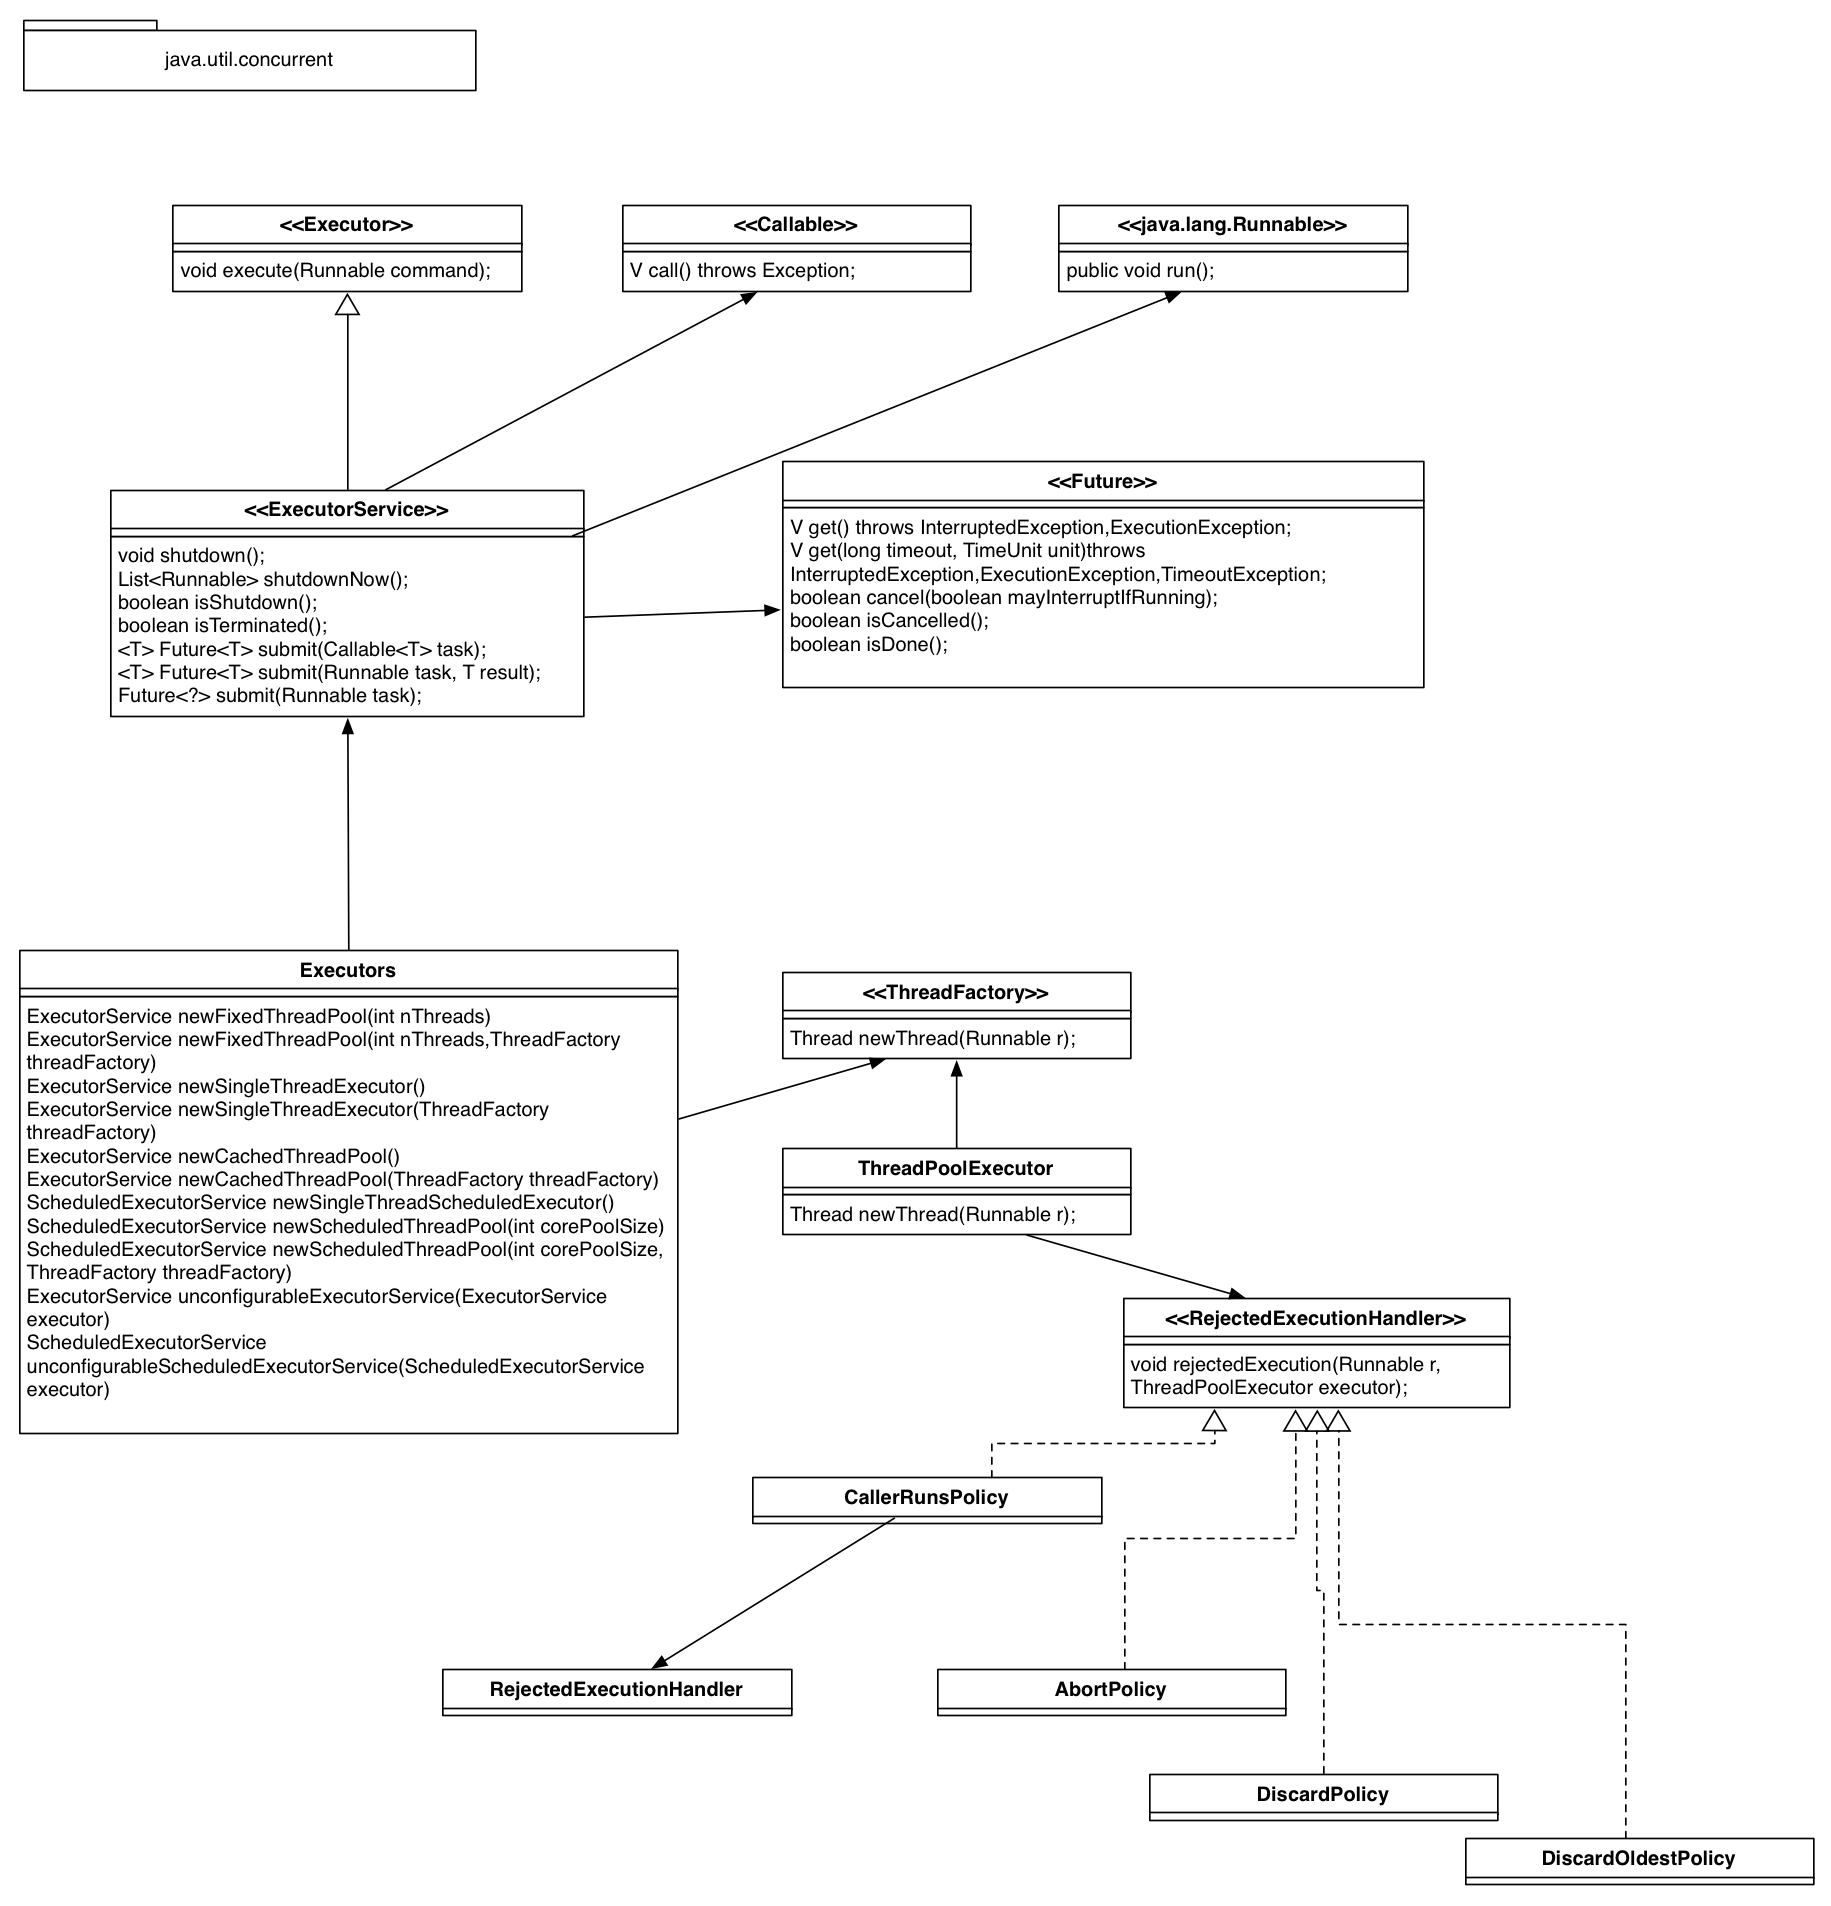 java.util.concurrent
<<Executor>>
void execute(Runnable command);
<<Callable>>
V call() throws Exception;
<<java.lang.Runnable>>
public void run();
<<ExecutorService>>
void shutdown();
List<Runnable> shutdownNow();
boolean isShutdown();
boolean isTerminated();
<T> Future<T> submit(Callable<T> task);
<T> Future<T> submit(Runnable task, T result);
Future<?> submit(Runnable task);
<<Future>>
V get() throws InterruptedException,ExecutionException;
V get(long timeout, TimeUnit unit)throws
InterruptedException,ExecutionException,TimeoutException;
boolean cancel(boolean mayInterruptIfRunning);
boolean isCancelled();
boolean isDone();
Executors
ExecutorService newFixedThreadPool(int nThreads)
ExecutorService newFixedThreadPool(int nThreads,ThreadFactory
threadFactory)
ExecutorService newSingleThreadExecutor()
ExecutorService newSingleThreadExecutor(ThreadFactory
threadFactory)
ExecutorService newCachedThreadPool()
ExecutorService newCachedThreadPool(ThreadFactory threadFactory)
ScheduledExecutorService newSingleThreadScheduledExecutor()
ScheduledExecutorService newScheduledThreadPool(int corePoolSize)
ScheduledExecutorService newScheduledThreadPool(int corePoolSize,
ThreadFactory threadFactory)
ExecutorService unconfigurableExecutorService(ExecutorService
executor)
ScheduledExecutorService
unconfigurableScheduledExecutorService(ScheduledExecutorService
executor)
<<ThreadFactory>>
Thread newThread(Runnable r);
ThreadPoolExecutor
Thread newThread(Runnable r);
<<RejectedExecutionHandler>>
void rejectedExecution(Runnable r,
ThreadPoolExecutor executor);
CallerRunsPolicy
RejectedExecutionHandler
AbortPolicy
DiscardPolicy
DiscardOldestPolicy